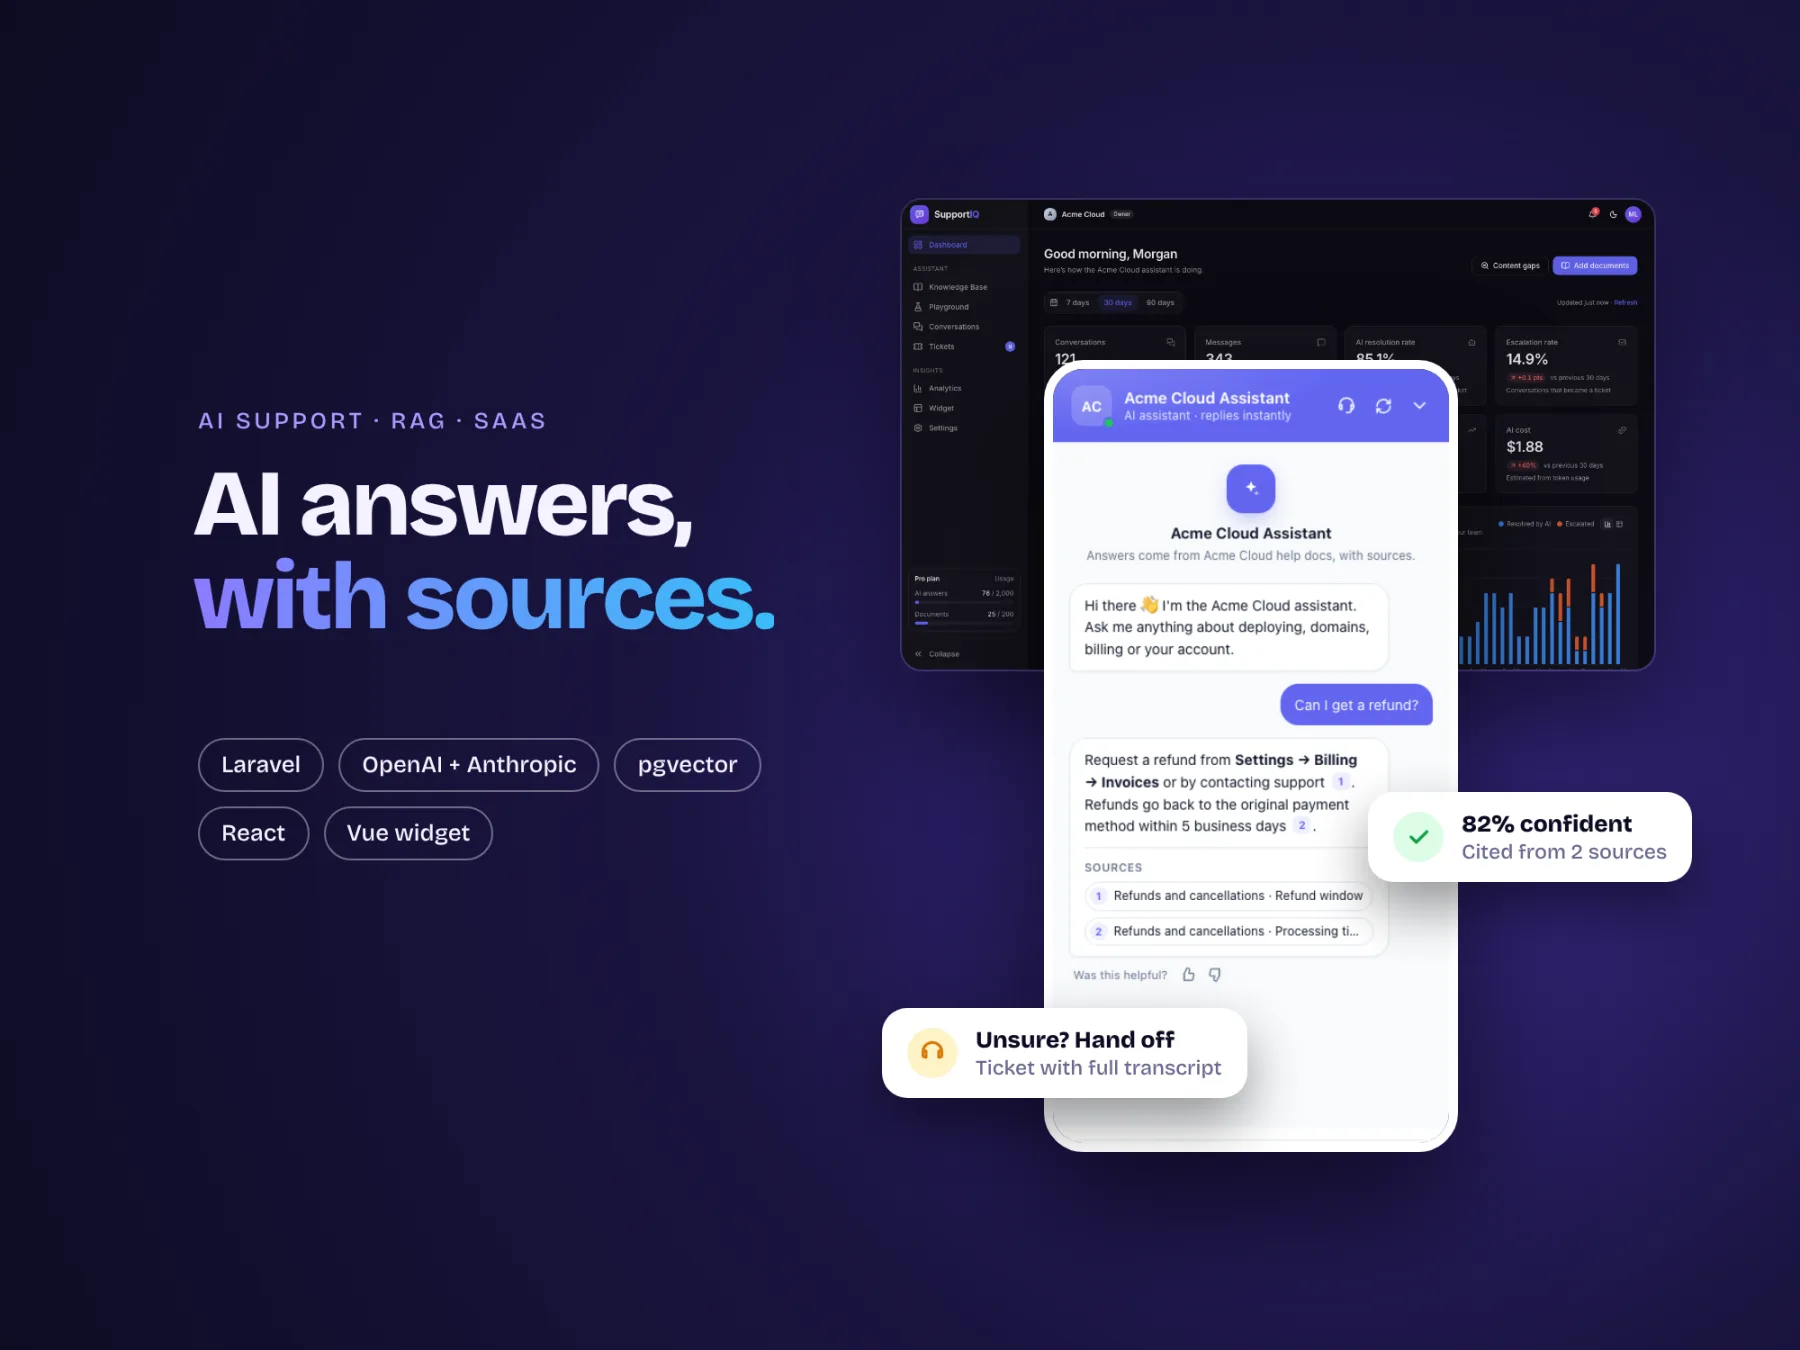 AI SUPPORT · RAG · SAAS
AI answers,
with sources.
Laravel
OpenAI + Anthropic
pgvector
React
Vue widget
SupportIQ
Dashboard
ASSISTANT
Knowledge Base
Playground
Conversations
Tickets
INSIGHTS
Analytics
Widget
Settings
Pro plan
Usage
AI answers
76 / 2,000
Documents
25 / 200
Collapse
Acme Cloud
Owner
ML
Good morning, Morgan
Here's how the Acme Cloud assistant is doing.
Content gaps
Add documents
7 days
30 days
90 days
Updated just now · Refresh
Conversations
121
Messages
343
AI resolution rate
85.1%
Escalation rate
14.9%
+0.1 pts
vs previous 30 days
Conversations that became a ticket
AI cost
$1.88
+40%
vs previous 30 days
Estimated from token usage
Resolved by AI
Escalated
AC
Acme Cloud Assistant
AI assistant · replies instantly
Acme Cloud Assistant
Answers come from Acme Cloud help docs, with sources.
Hi there 👋 I'm the Acme Cloud assistant.
Ask me anything about deploying, domains,
billing or your account.
Can I get a refund?
Request a refund from Settings → Billing
→ Invoices or by contacting support 1 .
Refunds go back to the original payment
method within 5 business days 2 .
SOURCES
1 Refunds and cancellations · Refund window
2 Refunds and cancellations · Processing ti...
Was this helpful?
82% confident
Cited from 2 sources
Unsure? Hand off
Ticket with full transcript